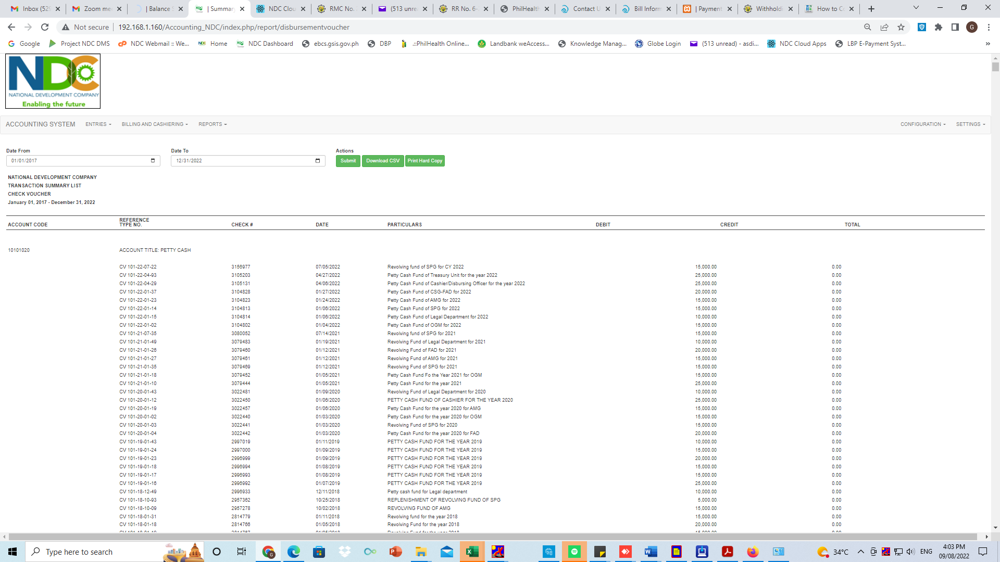 Inbox (529
Zoom mee
| Balance S
| Summary
NDC Clou
RMC No.
(513 unre
RR No. 6-
PhilHealth
Contact U
Bill Inform
| Payment
Withholdi
How to Co
Not secure
192.168.1.160/Accounting_NDC/index.php/report/disbursementvoucher
G
Google
Project NDC DMS
NDC Webmail :: We...
Home
NDC Dashboard
ebcs.gsis.gov.ph
DBP
.::PhilHealth Online...
Landbank weAccess...
Knowledge Manag...
Globe Login
(513 unread) - asdi...
NDC Cloud Apps
LBP E-Payment Syst...
NDC
NATIONAL DEVELOPMENT COMPANY
Enabling the future
ACCOUNTING SYSTEM ENTRIES BILLING AND CASHIERING REPORTS CONFIGURATION SETTINGS
Date From Date To Actions
01/01/2017 12/31/2022 Submit Download CSV Print Hard Copy
NATIONAL DEVELOPMENT COMPANY
TRANSACTION SUMMARY LIST
CHECK VOUCHER
January 01, 2017 - December 31, 2022
ACCOUNT CODE REFERENCE TYPE NO. CHECK # DATE PARTICULARS DEBIT CREDIT TOTAL
10101020 ACCOUNT TITLE: PETTY CASH
CV 101-22-07-22 3156977 07/05/2022 Revolving fund of SPG for CY 2022 15,000.00 0.00
CV 101-22-04-93 3105203 04/27/2022 Petty Cash Fund of Treasury Unit for the year 2022 25,000.00 0.00
CV 101-22-04-29 3105131 04/06/2022 Petty Cash Fund of Cashier/Disbursing Officer for the year 2022 25,000.00 0.00
CV 101-22-01-37 3104828 01/27/2022 Petty Cash Fund of CSG-FAD for 2022 20,000.00 0.00
CV 101-22-01-23 3104823 01/24/2022 Petty Cash Fund of AMG for 2022 15,000.00 0.00
CV 101-22-01-14 3104813 01/06/2022 Petty Cash Fund of SPG for 2022 15,000.00 0.00
CV 101-22-01-15 3104814 01/06/2022 Petty Cash Fund of Legal Department for 2022 10,000.00 0.00
CV 101-22-01-02 3104802 01/04/2022 Petty Cash Fund of OGM for 2022 15,000.00 0.00
CV 101-21-07-35 3080052 07/14/2021 Revolving fund of SPG for 2021 15,000.00 0.00
CV 101-21-01-49 3079483 01/19/2021 Revolving Fund of Legal Department for 2021 10,000.00 0.00
CV 101-21-01-26 3079460 01/12/2021 Revolving Fund of FAD for 2021 20,000.00 0.00
CV 101-21-01-27 3079461 01/12/2021 Revolving Fund of AMG for 2021 15,000.00 0.00
CV 101-21-01-35 3079469 01/12/2021 Revolving Fund of SPG for 2021 15,000.00 0.00
CV 101-21-01-18 3079452 01/05/2021 Petty Cash Fund Fo the Year 2021 for OGM 15,000.00 0.00
CV 101-21-01-10 3079444 01/05/2021 Petty Cash Fund for the year 2021 25,000.00 0.00
CV 101-20-01-43 3022481 01/09/2020 Revolving Fund of Legal Department for 2020 10,000.00 0.00
CV 101-20-01-12 3022450 01/06/2020 PETTY CASH FUND OF CASHIER FOR THE YEAR 2020 25,000.00 0.00
CV 101-20-01-19 3022457 01/06/2020 Petty Cash Fund for the year 2020 for AMG 15,000.00 0.00
CV 101-20-01-02 3022440 01/03/2020 Petty Cash Fund for the year 2020 for OGM 15,000.00 0.00
CV 101-20-01-03 3022441 01/03/2020 Revolving Fund of SPG for 2020 15,000.00 0.00
CV 101-20-01-04 3022442 01/03/2020 Petty Cash Fund for the year 2020 for FAD 20,000.00 0.00
CV 101-19-01-43 2997019 01/11/2019 PETTY CASH FUND FOR THE YEAR 2019 10,000.00 0.00
CV 101-19-01-24 2997000 01/09/2019 PETTY CASH FUND FOR THE YEAR 2019 15,000.00 0.00
CV 101-19-01-23 2996999 01/09/2019 PETTY CASH FUND FOR THE YEAR 2019 20,000.00 0.00
CV 101-19-01-18 2996994 01/08/2019 PETTY CASH FUND FOR THE YEAR 2019 15,000.00 0.00
CV 101-19-01-17 2996993 01/08/2019 PETTY CASH FUND FOR THE YEAR 2019 15,000.00 0.00
CV 101-19-01-16 2996992 01/07/2019 PETTY CASH FUND FOR THE YEAR 2019 25,000.00 0.00
CV 101-18-12-49 2996933 12/11/2018 Petty cash fund for Legal department 10,000.00 0.00
CV 101-18-10-93 2957362 10/25/2018 REPLENISHMENT OF REVOLVING FUND OF SPG 5,000.00 0.00
CV 101-18-10-09 2957278 10/02/2018 REVOLVING FUND OF AMG 15,000.00 0.00
CV 101-18-01-31 2814779 01/11/2018 Revolving fund for the year 2018 15,000.00 0.00
CV 101-18-01-18 2814766 01/05/2018 Revolving Fund for the year 2018 20,000.00 0.00
Type here to search
34°C
ENG
4:03 PM
09/08/2022